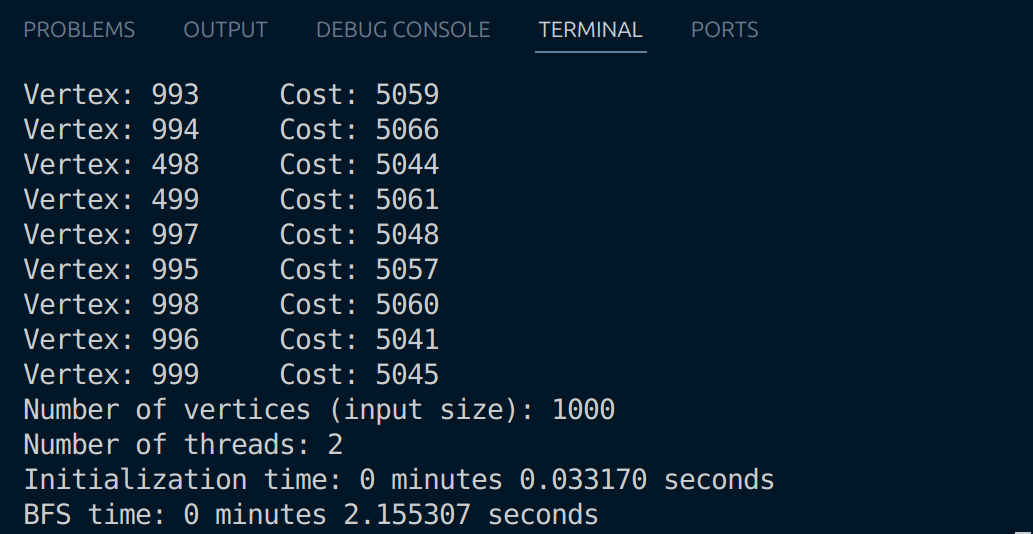 PROBLEMS OUTPUT DEBUG CONSOLE TERMINAL PORTS
Vertex: 993 Cost: 5059
Vertex: 994 Cost: 5066
Vertex: 498 Cost: 5044
Vertex: 499 Cost: 5061
Vertex: 997 Cost: 5048
Vertex: 995 Cost: 5057
Vertex: 998 Cost: 5060
Vertex: 996 Cost: 5041
Vertex: 999 Cost: 5045
Number of vertices (input size): 1000
Number of threads: 2
Initialization time: 0 minutes 0.033170 seconds
BFS time: 0 minutes 2.155307 seconds